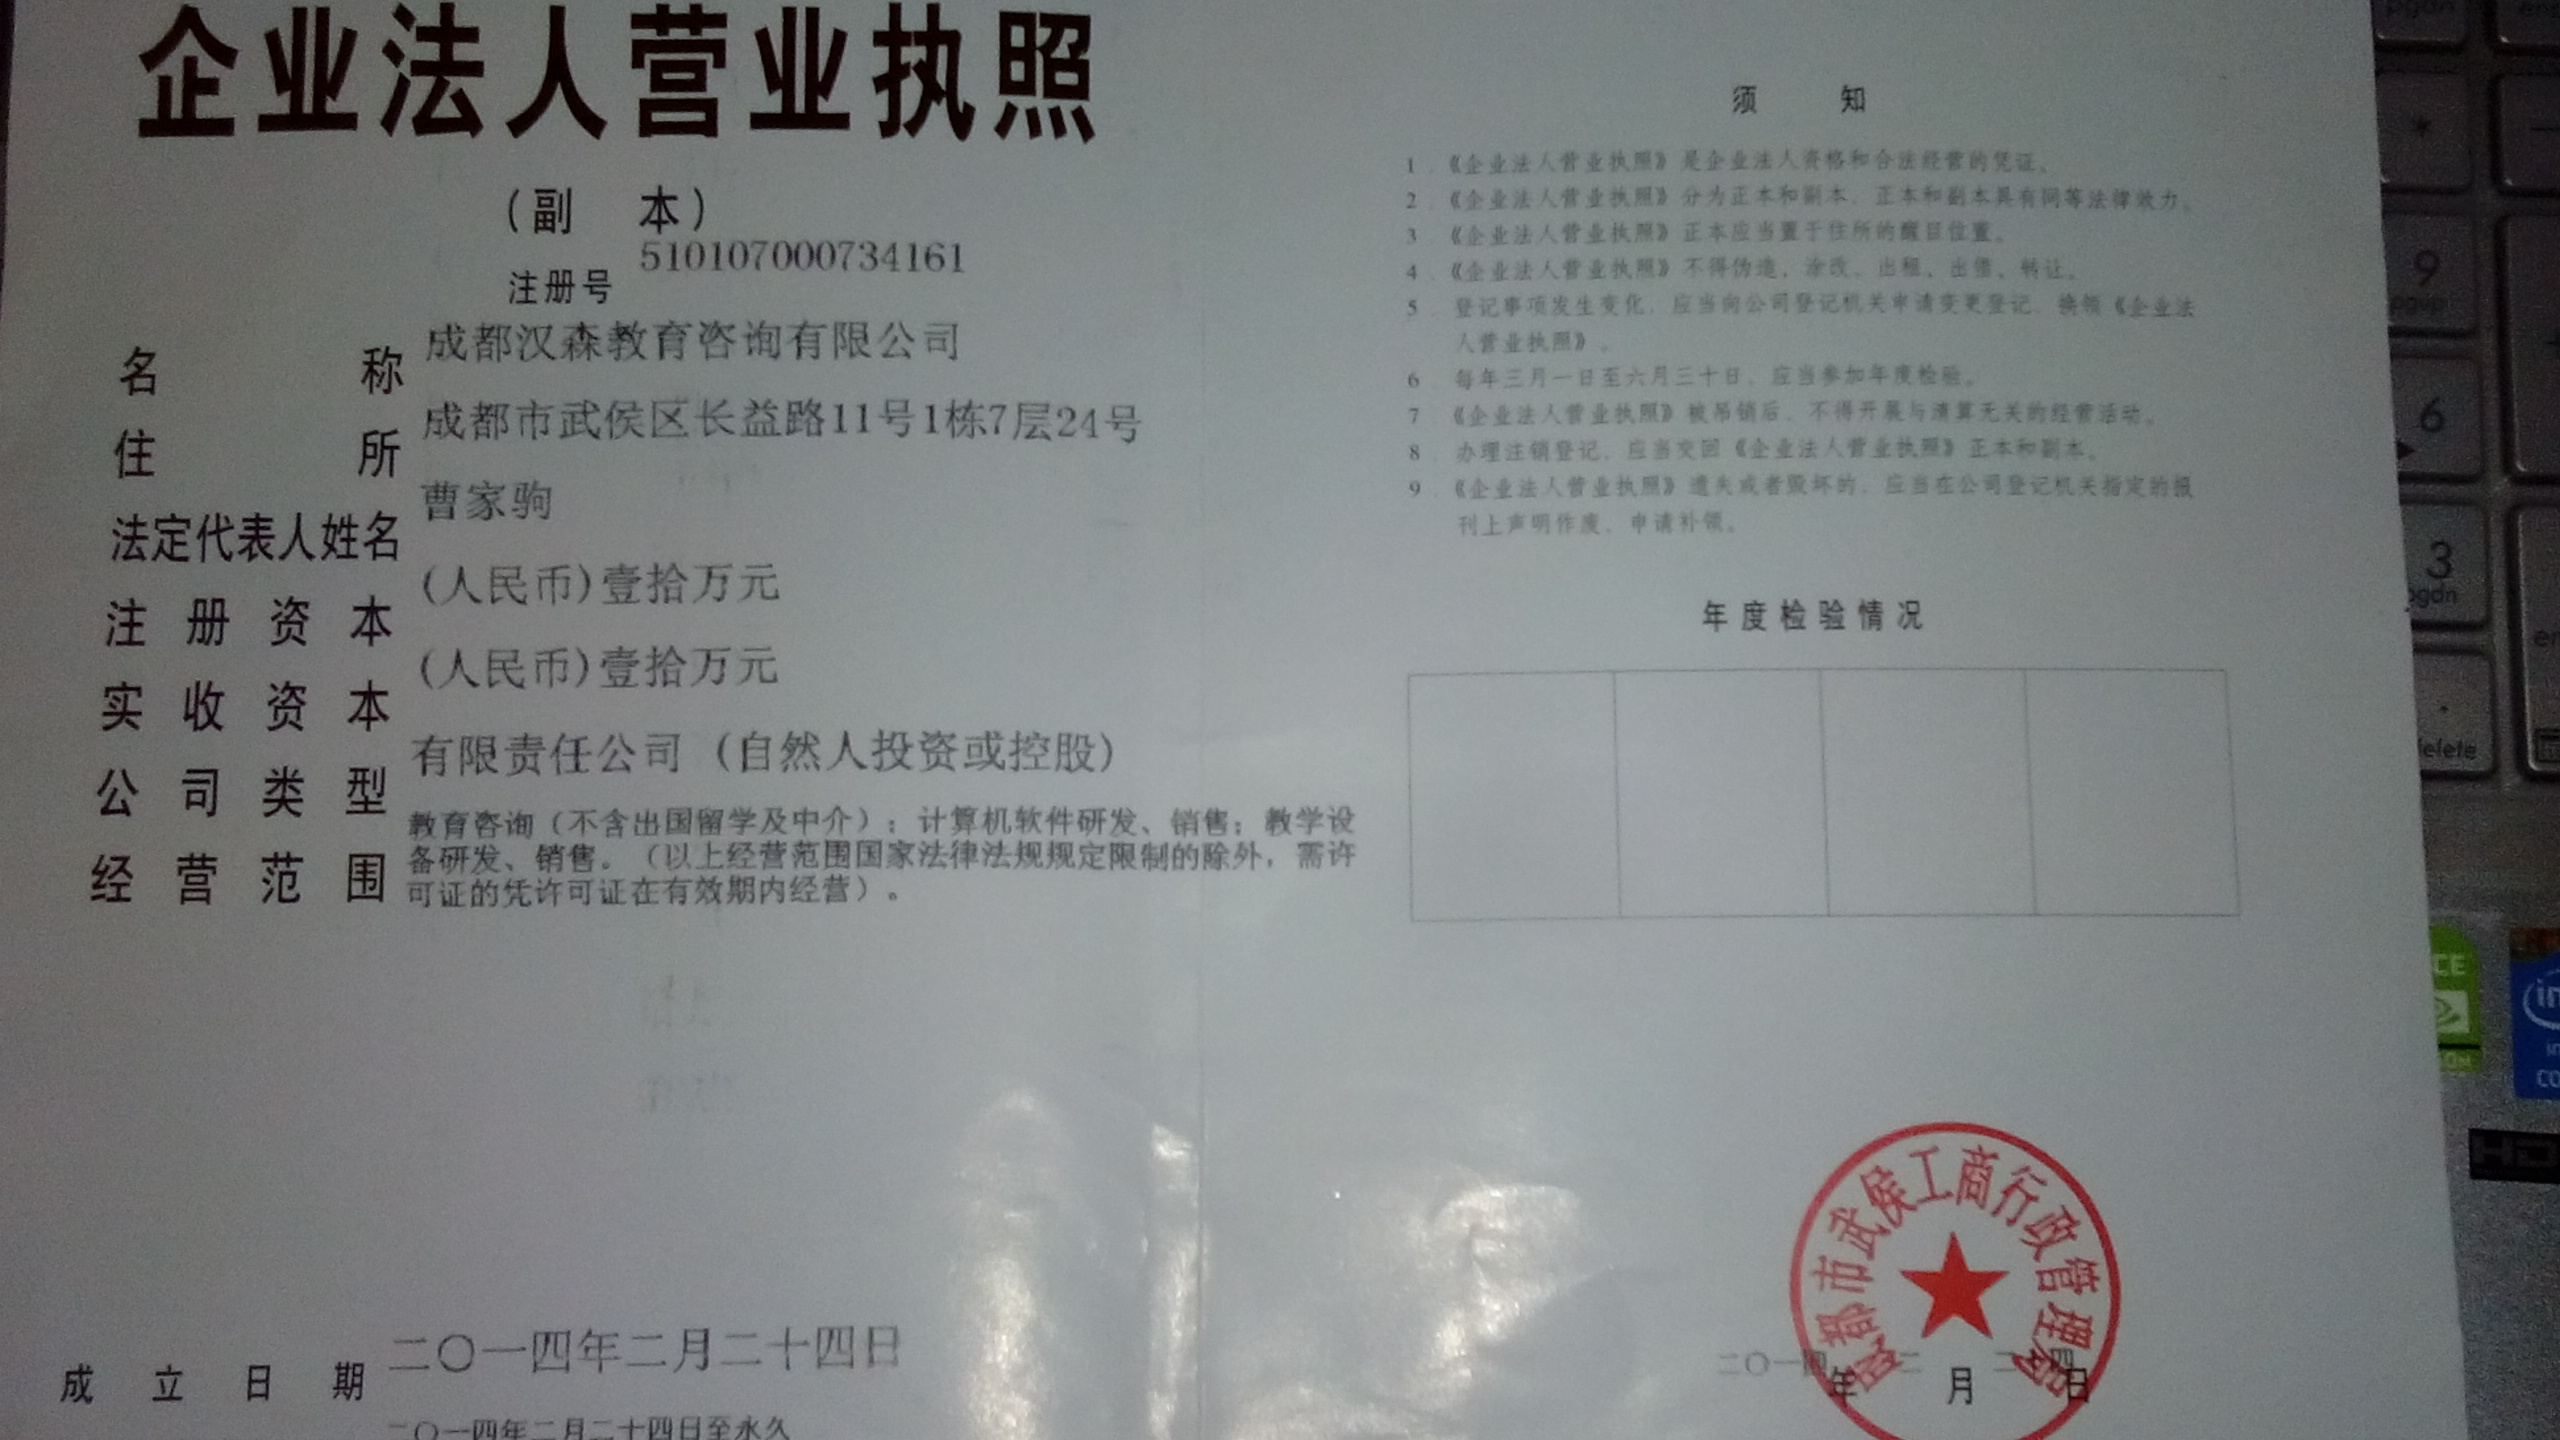 企业法人营业执照
(副 本)
注册号 510107000734161
名 称 成都汉森教育咨询有限公司
住 所 成都市武侯区长益路11号1栋7层24号
法定代表人姓名 曹家驹
注册资本 (人民币)壹拾万元
实收资本 (人民币)壹拾万元
公司类型 有限责任公司(自然人投资或控股)
经营范围 教育咨询(不含出国留学及中介);计算机软件研发、销售;教学设
备研发、销售。(以上经营范围国家法律法规规定限制的除外,需许
可证的凭许可证在有效期内经营)。
成立日期 二〇一四年二月二十四日
二〇一四年二月二十四日至永久
须 知
1.《企业法人营业执照》是企业法人资格和合法经营的凭证。
2.《企业法人营业执照》分为正本和副本,正本和副本具有同等法律效力。
3.《企业法人营业执照》正本应当置于住所的醒目位置。
4.《企业法人营业执照》不得伪造、涂改、出租、出借、转让。
5.登记事项发生变化,应当向公司登记机关申请变更登记,换领《企业法
人营业执照》。
6.每年三月一日至六月三十日,应当参加年度检验。
7.《企业法人营业执照》被吊销后,不得开展与清算无关的经营活动。
8.办理注销登记,应当交回《企业法人营业执照》正本和副本。
9.《企业法人营业执照》遗失或者毁坏的,应当在公司登记机关指定的报
刊上声明作废,申请补领。
年度检验情况
成都市武侯工商行政管理局
二〇一四年 二月 二十四日
9
pgup
6
3
pgdn
delete